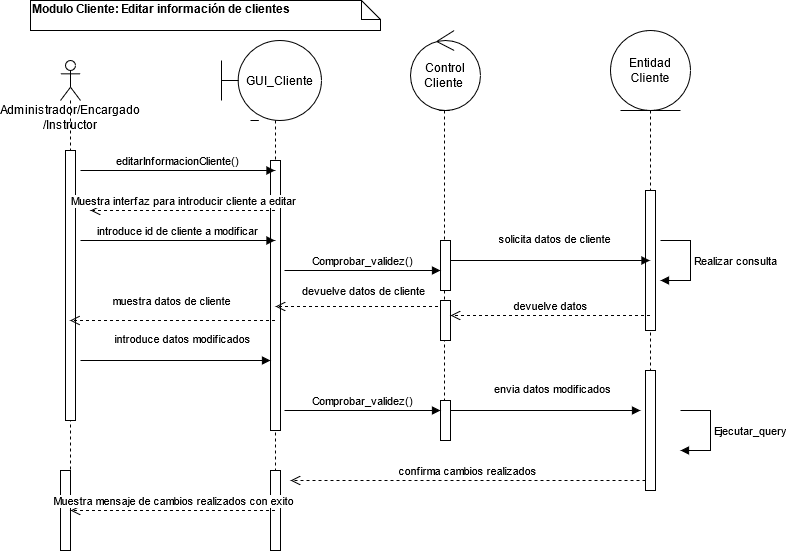 Modulo Cliente: Editar información de clientes
GUI_Cliente
Control
Cliente
Entidad
Cliente
Administrador/Encargado
/Instructor
editarInformacionCliente()
Muestra interfaz para introducir cliente a editar
introduce id de cliente a modificar
solicita datos de cliente
Comprobar_validez()
Realizar consulta
devuelve datos de cliente
muestra datos de cliente
devuelve datos
introduce datos modificados
envia datos modificados
Comprobar_validez()
Ejecutar_query
confirma cambios realizados
Muestra mensaje de cambios realizados con exito